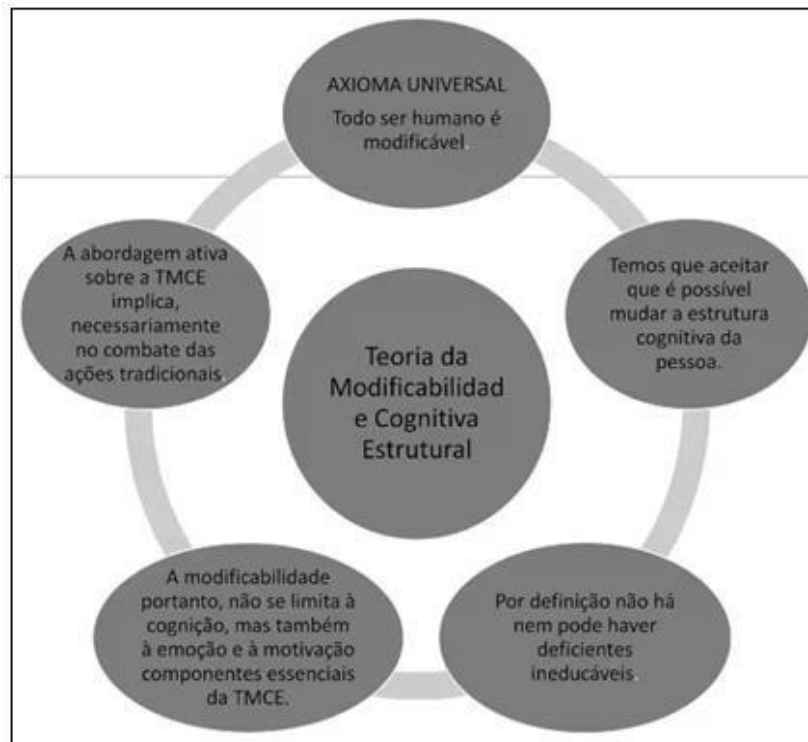 AXIOMA UNIVERSAL
Todo ser humano é
modificável.
Temos que aceitar
que é possível
mudar a estrutura
cognitiva da
pessoa.
Por definição não há
nem pode haver
deficientes
ineducáveis.
A modificabilidade
portanto, não se limita à
cognição, mas também
à emoção e à motivação
componentes essenciais
da TMCE.
A abordagem ativa
sobre a TMCE
implica,
necessariamente
no combate das
ações tradicionais.
Teoria da
Modificabilidad
e Cognitiva
Estrutural